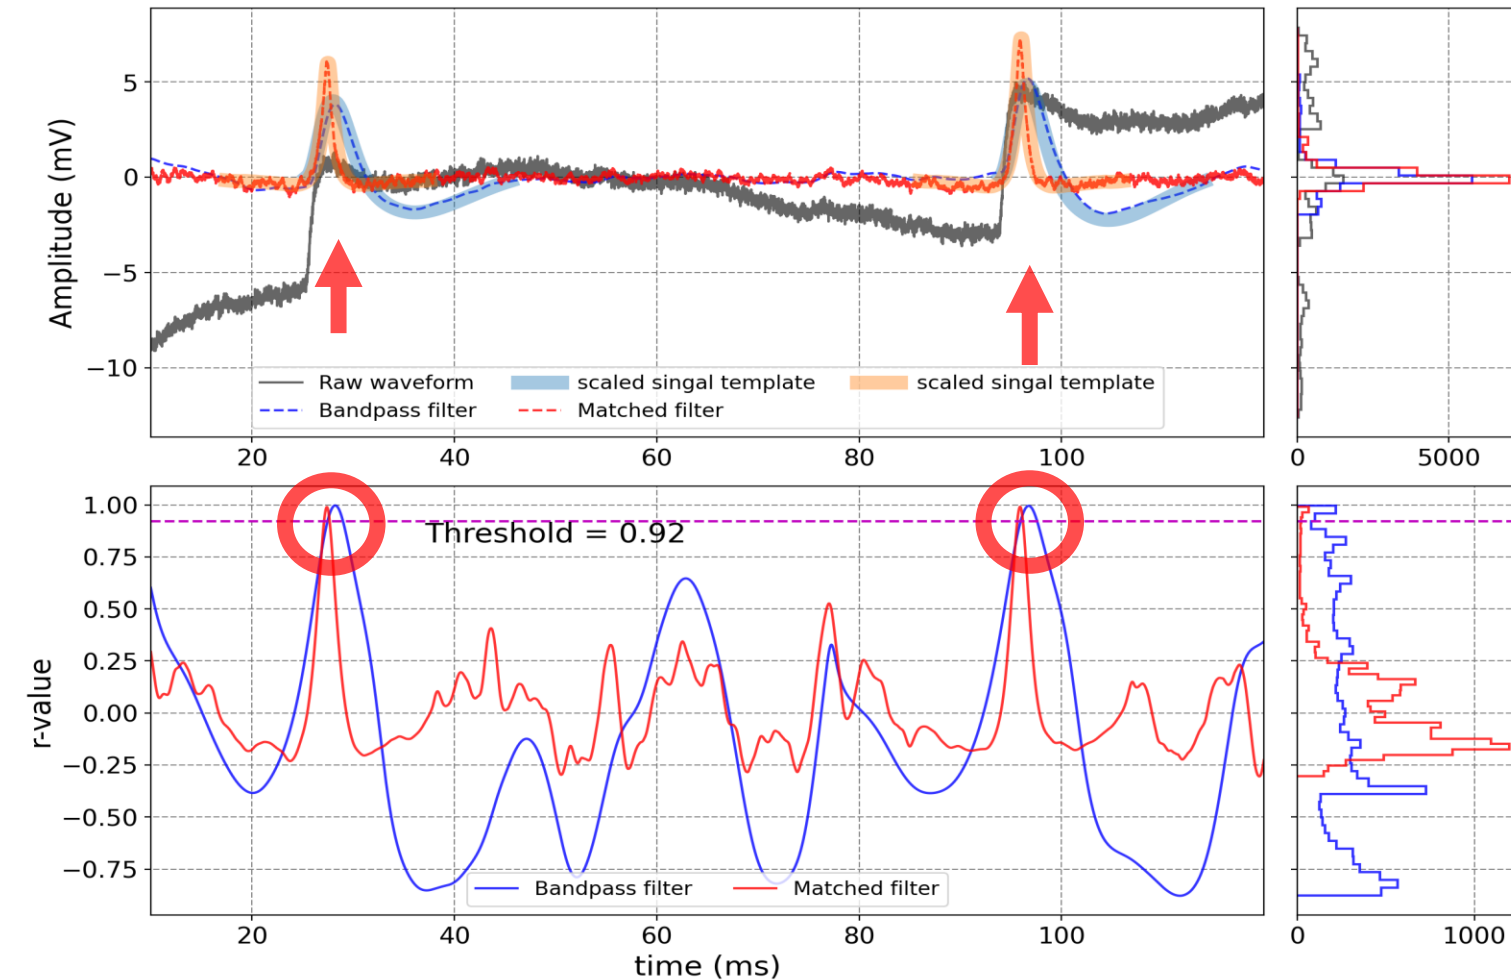 5
0
−5
−10
Amplitude (mV)
Raw waveform
scaled singal template
scaled singal template
Bandpass filter
Matched filter
20 40 60 80 100
0 5000
1.00
0.75
0.50
0.25
0.00
−0.25
−0.50
−0.75
r-value
Threshold = 0.92
Bandpass filter
Matched filter
20 40 60 80 100
0 1000
time (ms)